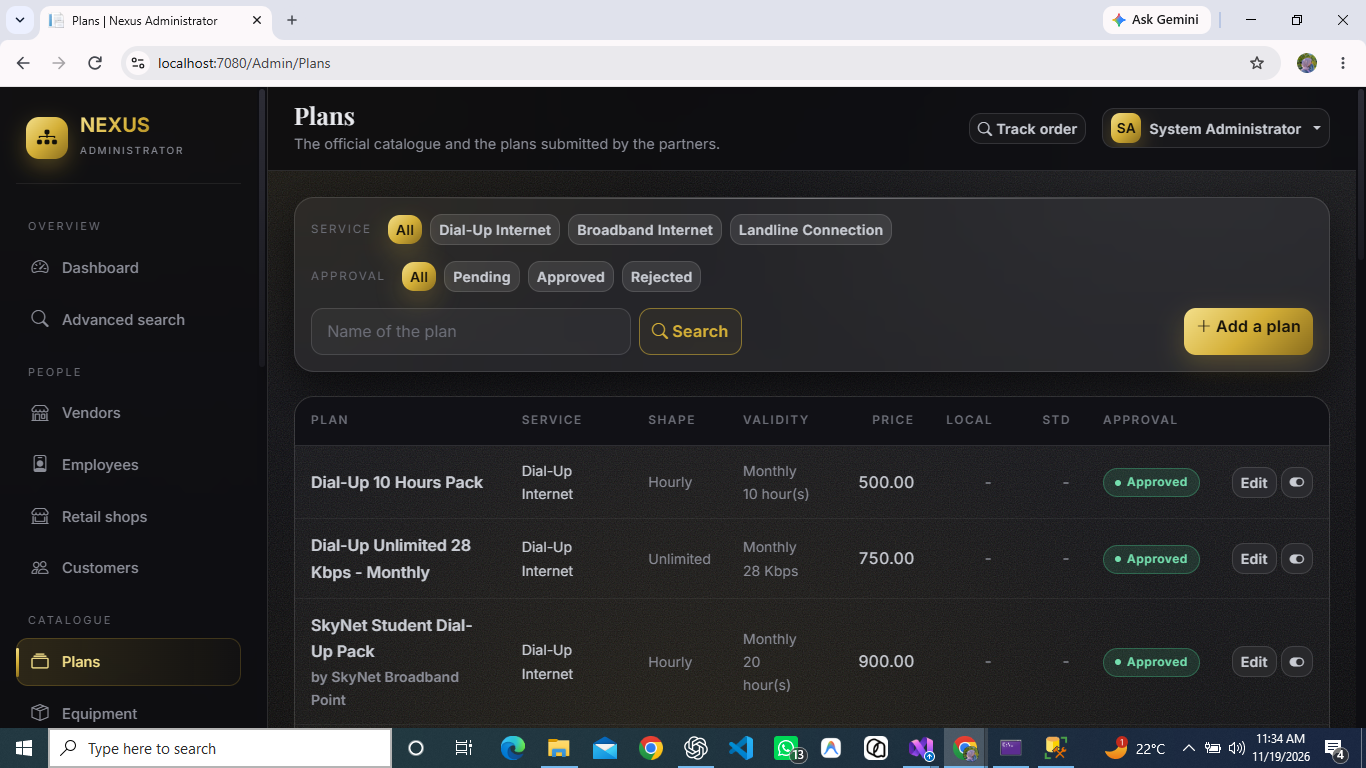 Plans | Nexus Administrator
Ask Gemini
localhost:7080/Admin/Plans
NEXUS
ADMINISTRATOR
OVERVIEW
Dashboard
Advanced search
PEOPLE
Vendors
Employees
Retail shops
Customers
CATALOGUE
Plans
Equipment
Plans
The official catalogue and the plans submitted by the partners.
Track order
SA System Administrator
SERVICE All Dial-Up Internet Broadband Internet Landline Connection
APPROVAL All Pending Approved Rejected
Name of the plan
Search
+ Add a plan
PLAN SERVICE SHAPE VALIDITY PRICE LOCAL STD APPROVAL
Dial-Up 10 Hours Pack
Dial-Up
Internet
Hourly
Monthly
10 hour(s)
500.00 - - Approved Edit
Dial-Up Unlimited 28
Kbps - Monthly
Dial-Up
Internet
Unlimited
Monthly
28 Kbps
750.00 - - Approved Edit
SkyNet Student Dial-
Up Pack
by SkyNet Broadband
Point
Dial-Up
Internet
Hourly
Monthly
20
hour(s)
900.00 - - Approved Edit
Type here to search
13
1
22°C
11:34 AM
11/19/2026
4